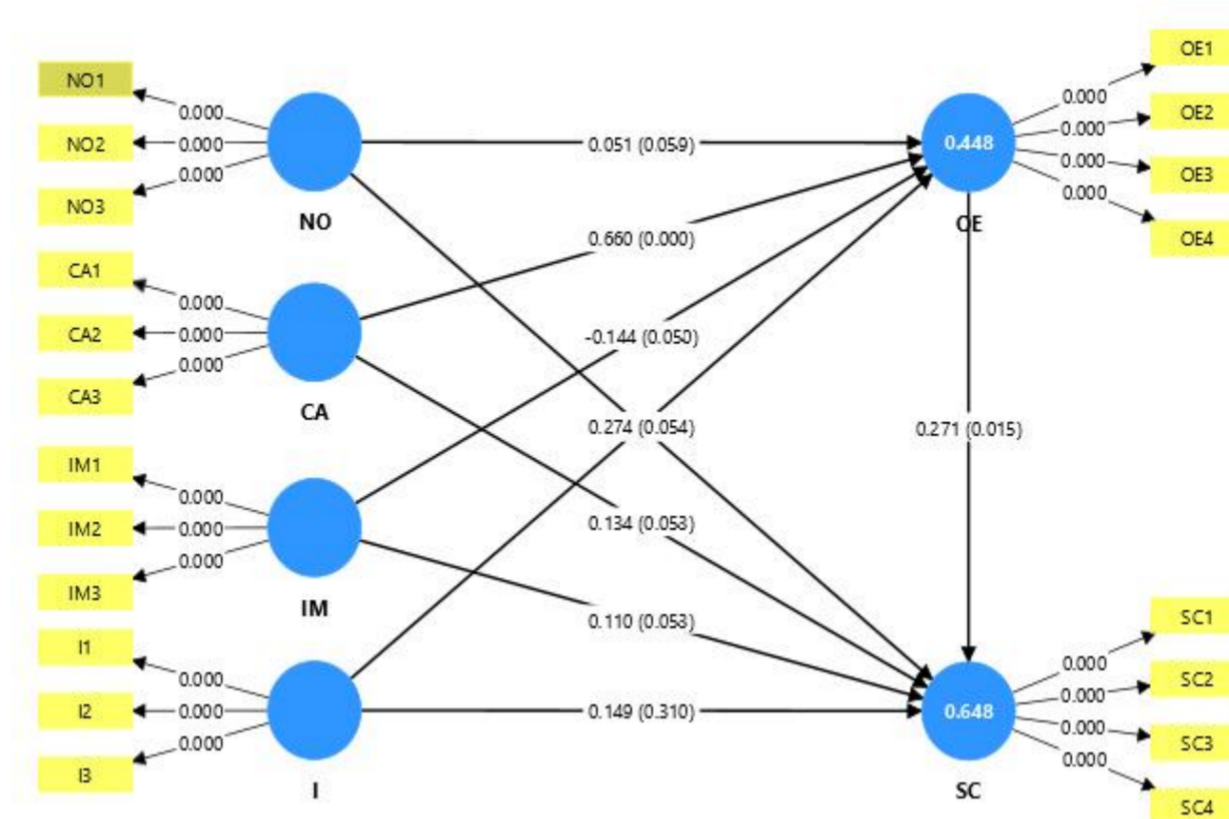 NO1
NO2
NO3
0.000
0.000
0.000
NO
CA1
CA2
CA3
0.000
0.000
0.000
CA
IM1
IM2
IM3
0.000
0.000
0.000
IM
I1
I2
I3
0.000
0.000
0.000
I
0.051 (0.059)
0.660 (0.000)
-0.144 (0.050)
0.274 (0.054)
0.134 (0.053)
0.110 (0.053)
0.149 (0.310)
0.448
OE
0.271 (0.015)
0.648
SC
0.000
0.000
0.000
0.000
OE1
OE2
OE3
OE4
0.000
0.000
0.000
0.000
SC1
SC2
SC3
SC4